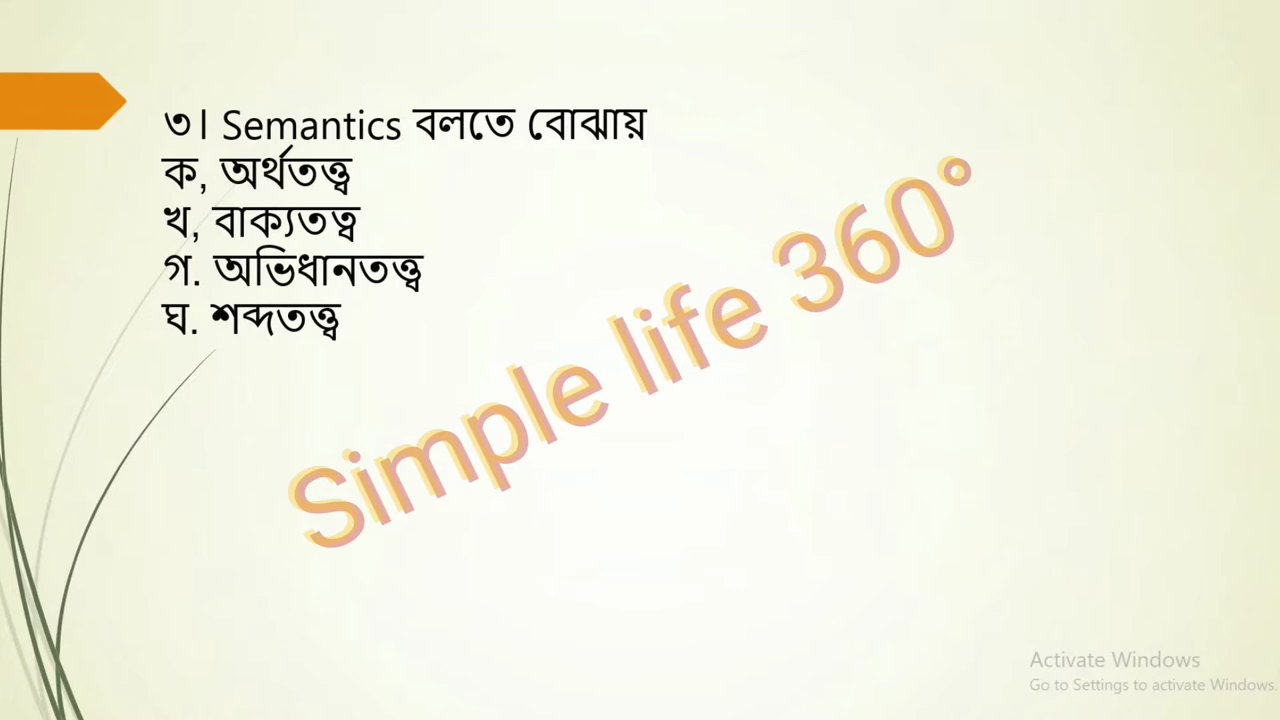 ৩। Semantics বলতে বোঝায়
ক, অর্থতত্ত্ব
খ, বাক্যতত্ব
গ. অভিধানতত্ত্ব
ঘ. শব্দতত্ত্ব
Simple life 360°
Activate Windows
Go to Settings to activate Windows.